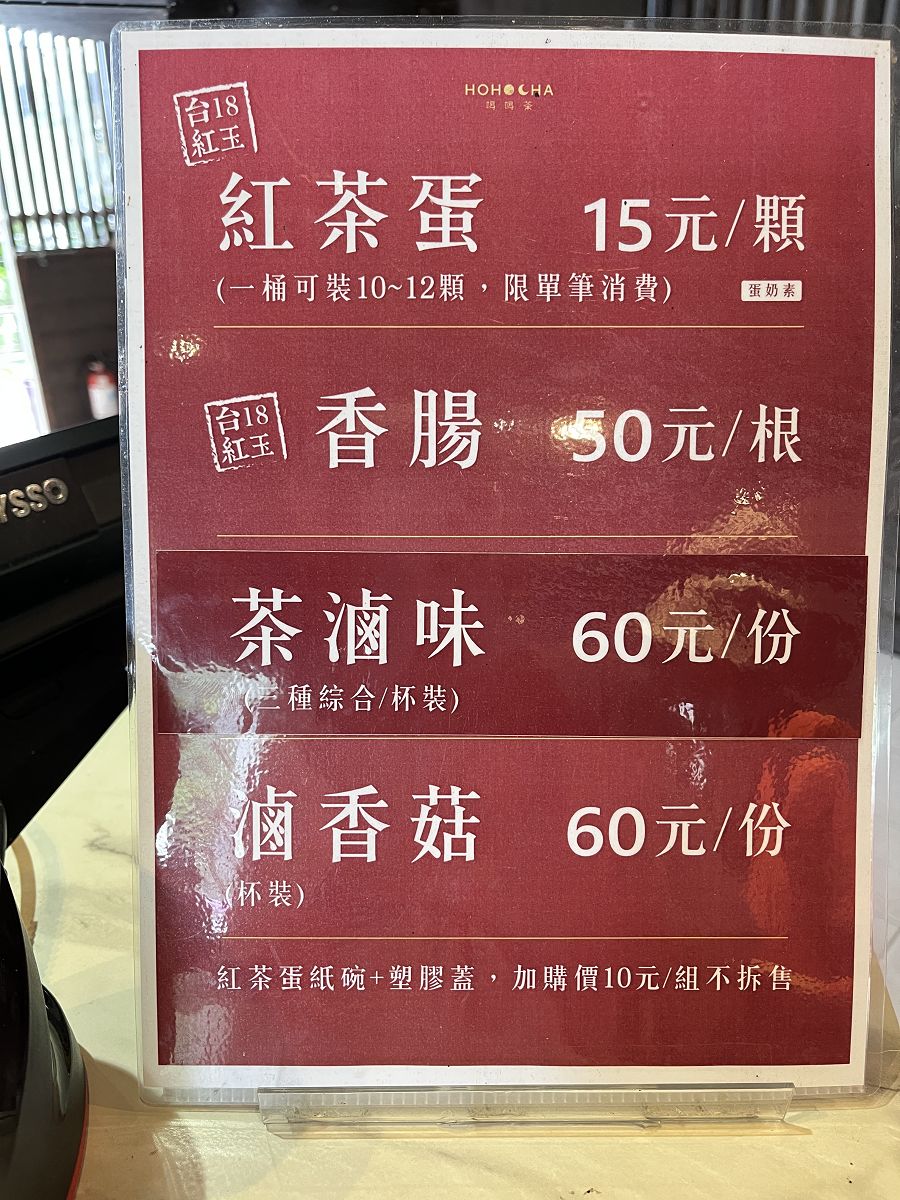 HOHOCHA
喝喝茶
台18
紅玉
紅茶蛋 15元/顆
(一桶可裝10~12顆，限單筆消費)
蛋奶素
台18
紅玉
香腸 50元/根
YSSO
茶滷味 60元/份
(三種綜合/杯裝)
滷香菇 60元/份
(杯裝)
紅茶蛋紙碗+塑膠蓋，加購價10元/組不拆售